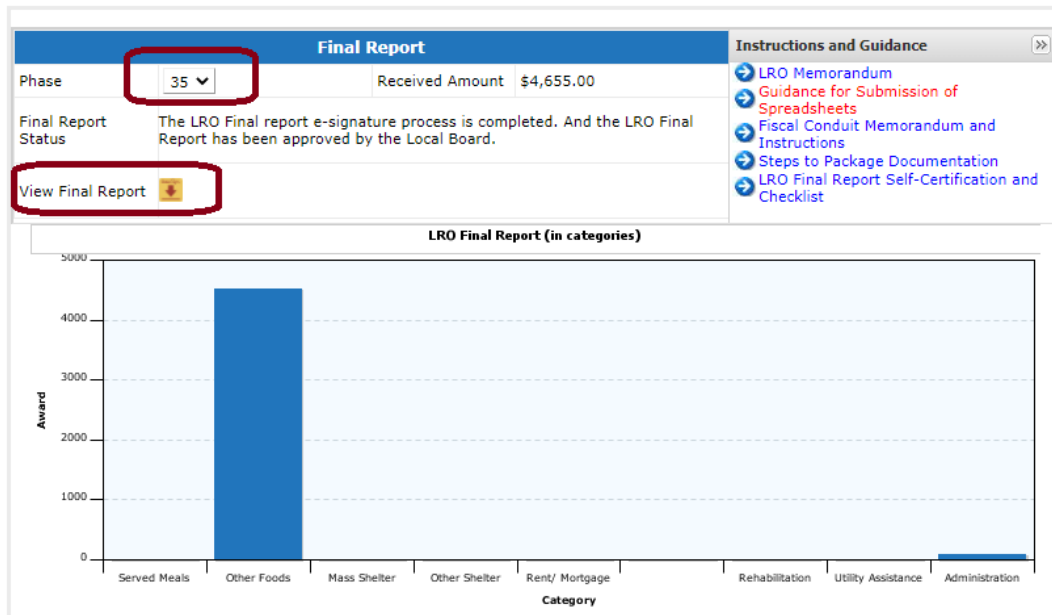 Final Report
Phase
35
Received Amount
$4,655.00
Final Report
Status
The LRO Final report e-signature process is completed. And the LRO Final
Report has been approved by the Local Board.
View Final Report
Instructions and Guidance
LRO Memorandum
Guidance for Submission of
Spreadsheets
Fiscal Conduit Memorandum and
Instructions
Steps to Package Documentation
LRO Final Report Self-Certification and
Checklist
LRO Final Report (in categories)
5000
4000
3000
2000
1000
0
Award
Served Meals
Other Foods
Mass Shelter
Other Shelter
Rent/ Mortgage
Rehabilitation
Utility Assistance
Administration
Category